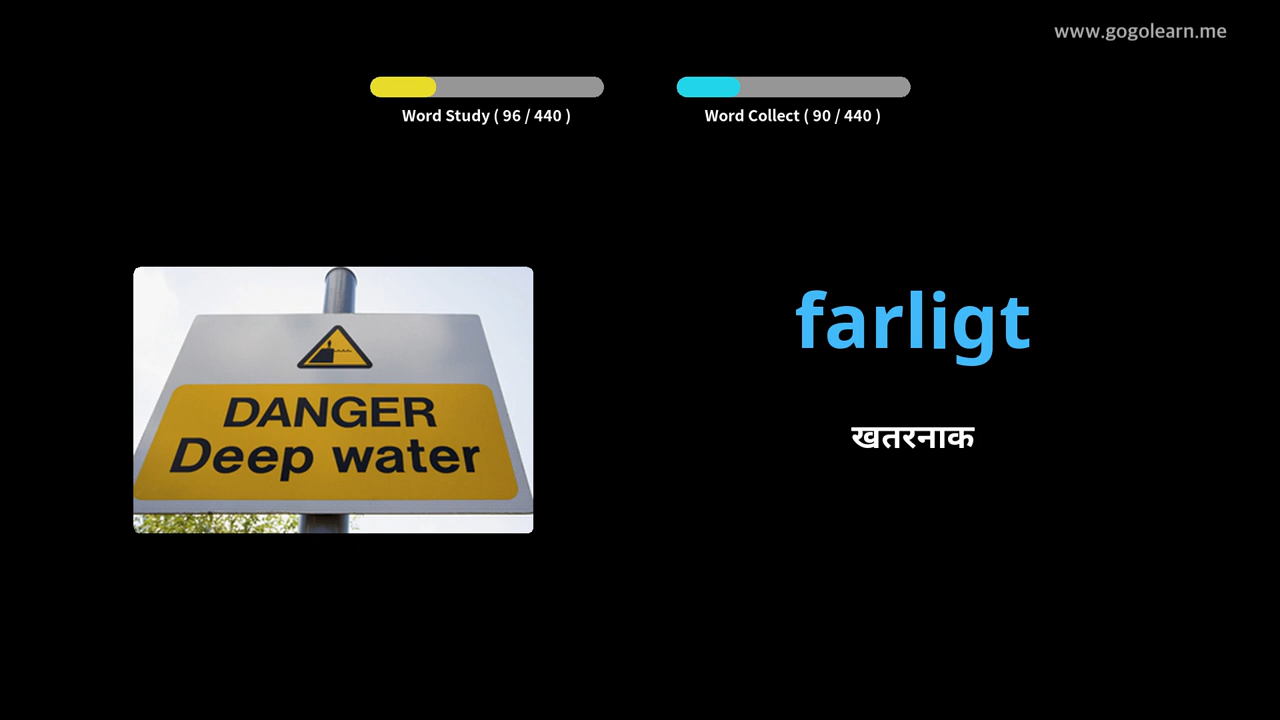 www.gogolearn.me
Word Study ( 96 / 440 )
Word Collect ( 90 / 440 )
DANGER
Deep water
farligt
खतरनाक